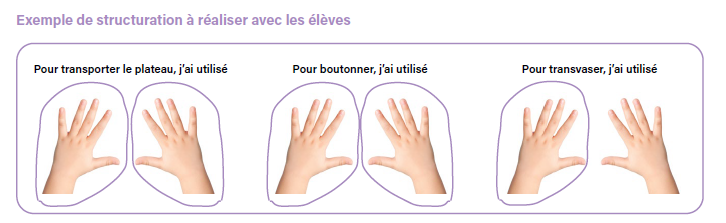 Exemple de structuration à réaliser avec les élèves
Pour transporter le plateau, j'ai utilisé
Pour boutonner, j'ai utilisé
Pour transvaser, j'ai utilisé